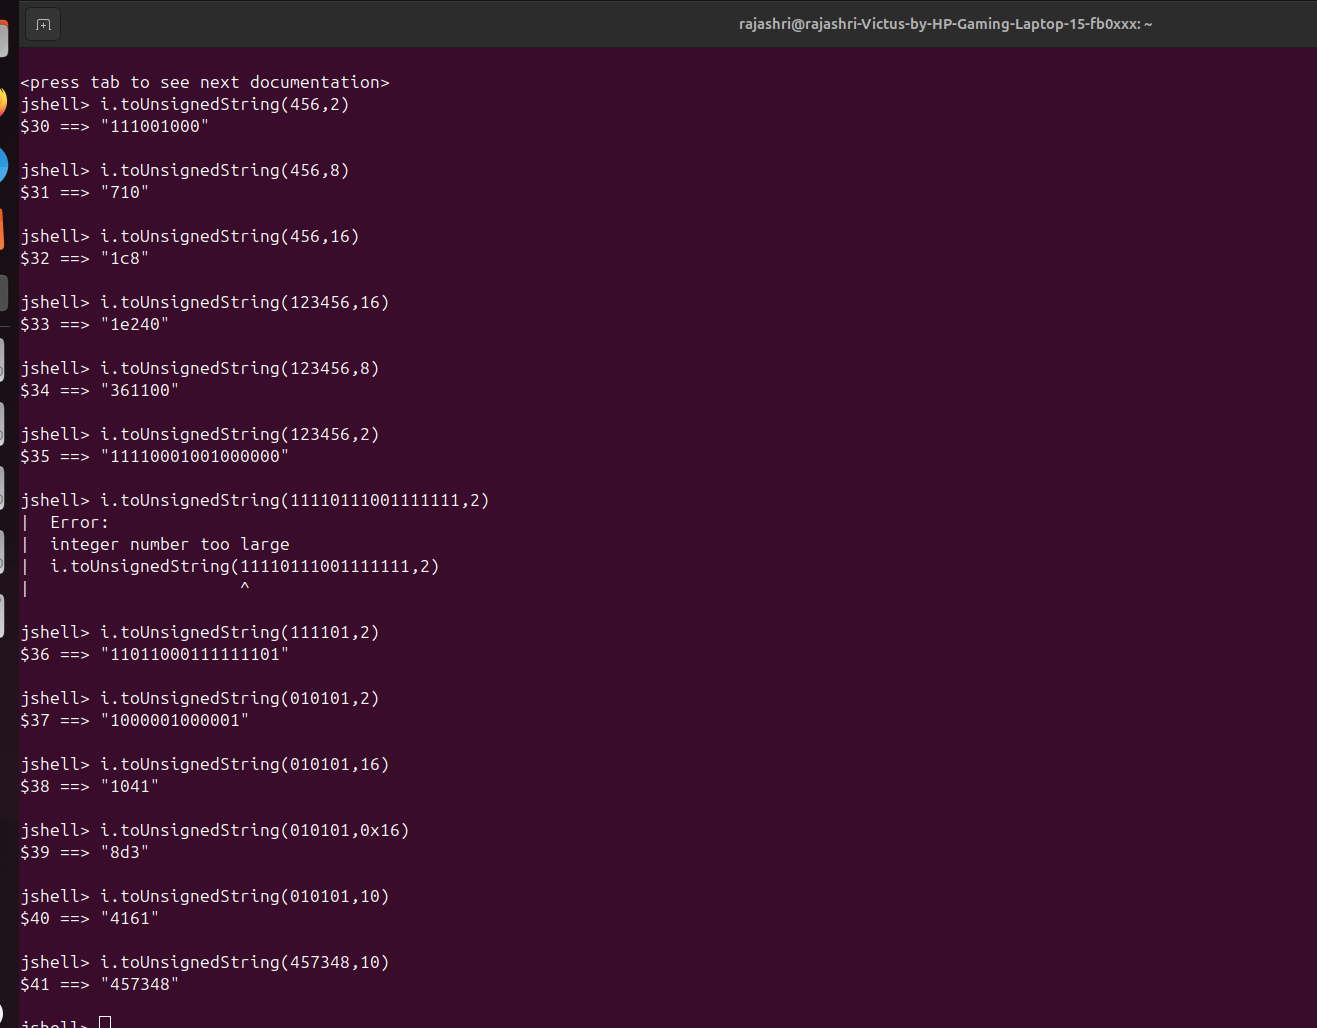 rajashri@rajashri-Victus-by-HP-Gaming-Laptop-15-fb0xxx: ~
<press tab to see next documentation>
jshell> i.toUnsignedString(456,2)
$30 ==> "111001000"
jshell> i.toUnsignedString(456,8)
$31 ==> "710"
jshell> i.toUnsignedString(456,16)
$32 ==> "1c8"
jshell> i.toUnsignedString(123456,16)
$33 ==> "1e240"
jshell> i.toUnsignedString(123456,8)
$34 ==> "361100"
jshell> i.toUnsignedString(123456,2)
$35 ==> "11110001001000000"
jshell> i.toUnsignedString(11110111001111111,2)
|  Error:
|  integer number too large
|  i.toUnsignedString(11110111001111111,2)
|                     ^
jshell> i.toUnsignedString(111101,2)
$36 ==> "11011000111111101"
jshell> i.toUnsignedString(010101,2)
$37 ==> "1000001000001"
jshell> i.toUnsignedString(010101,16)
$38 ==> "1041"
jshell> i.toUnsignedString(010101,0x16)
$39 ==> "8d3"
jshell> i.toUnsignedString(010101,10)
$40 ==> "4161"
jshell> i.toUnsignedString(457348,10)
$41 ==> "457348"
jshell>